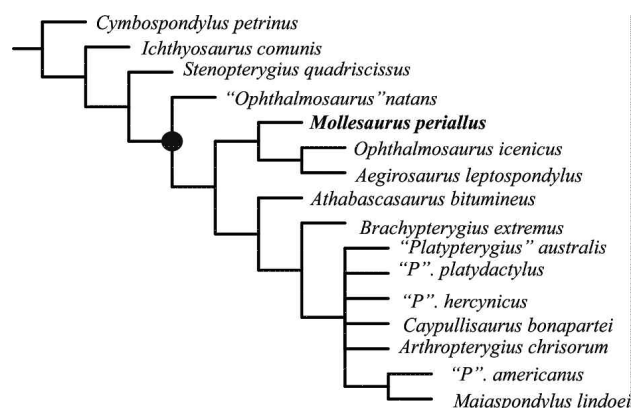 Cymbospondylus petrinus
Ichthyosaurus comunis
Stenopterygius quadriscissus
“Ophthalmosaurus”natans
Mollesaurus periallus
Ophthalmosaurus icenicus
Aegirosaurus leptospondylus
Athabascasaurus bitumineus
Brachypterygius extremus
“Platypterygius” australis
“P”. platydactylus
“P”. hercynicus
Caypullisaurus bonapartei
Arthropterygius chrisorum
“P”. americanus
Maiaspondylus lindoei